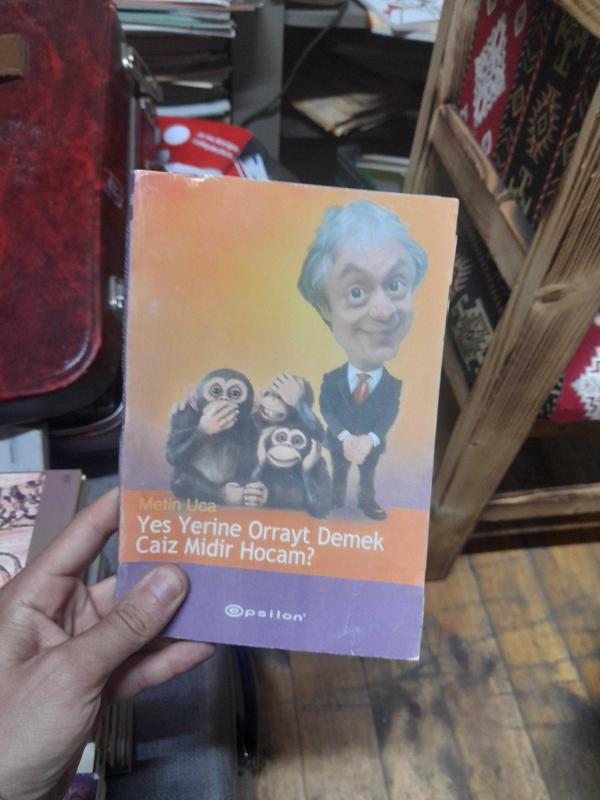 Metin Uca
Yes Yerine Orrayt Demek
Caiz Midir Hocam?
epsilon